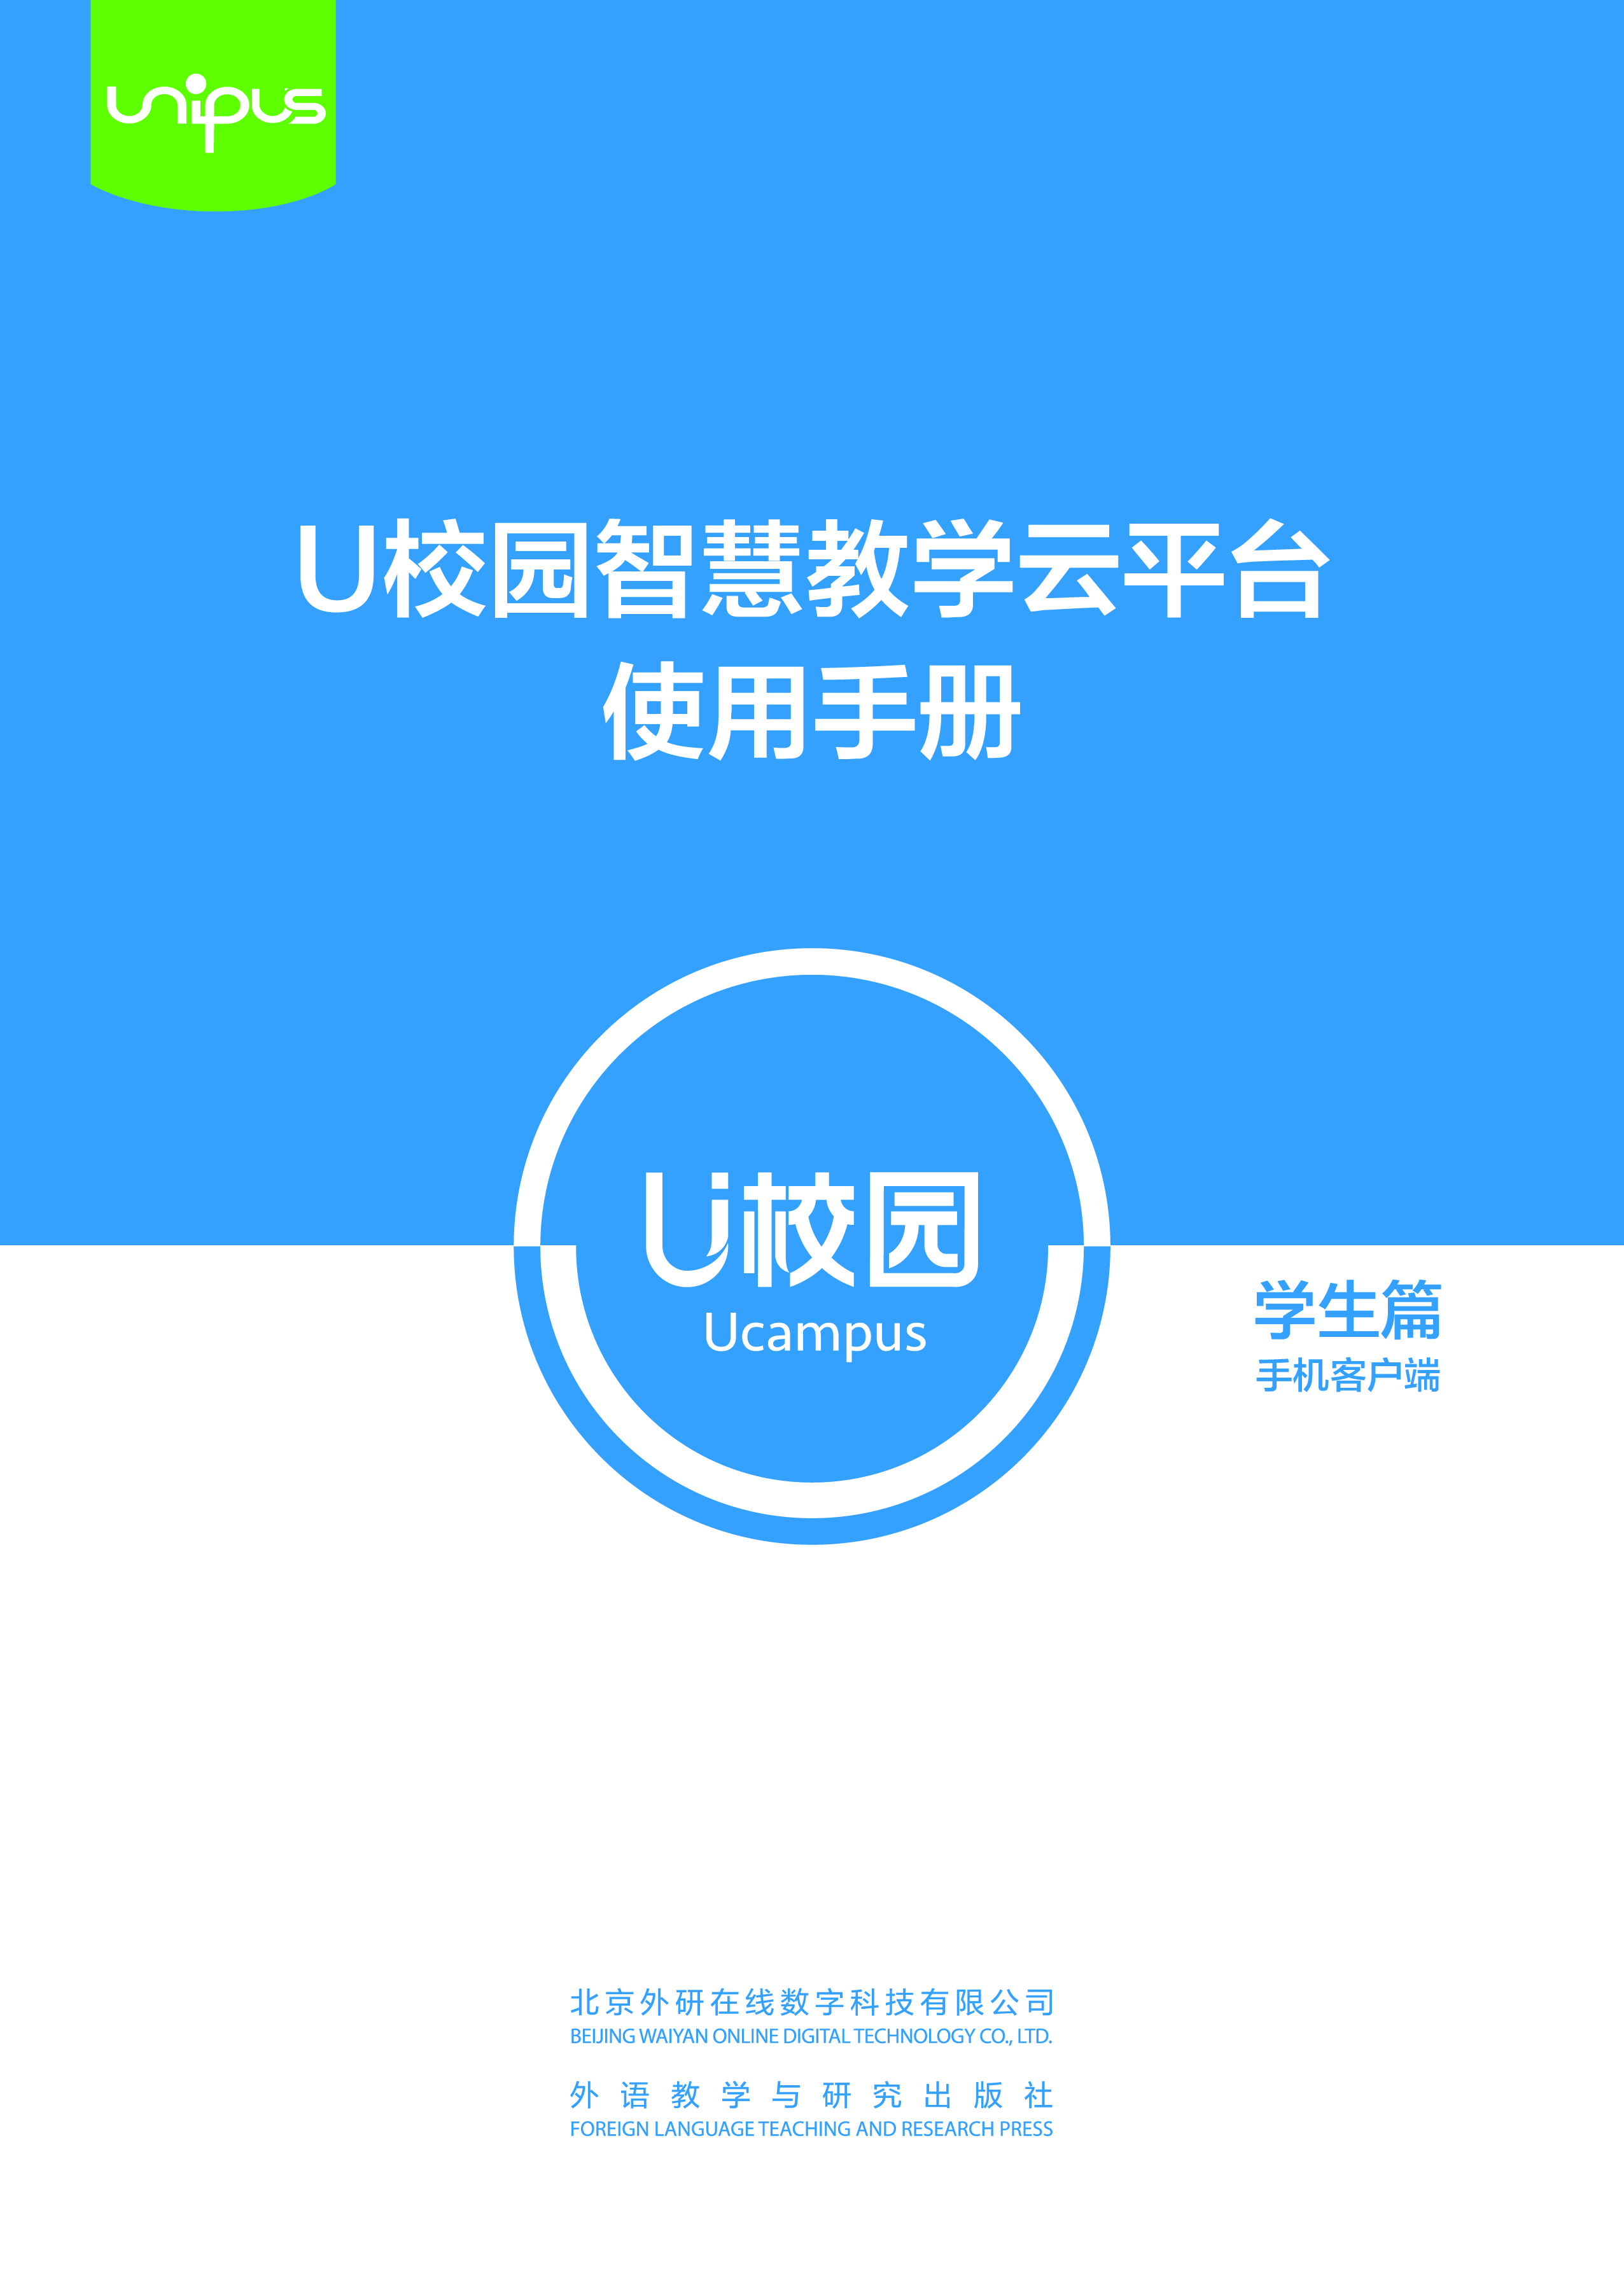 unipus
U校园智慧教学云平台
使用手册
U校园
Ucampus
学生篇
手机客户端
北京外研在线数字科技有限公司
BEIJING WAIYAN ONLINE DIGITAL TECHNOLOGY CO., LTD.
外语教学与研究出版社
FOREIGN LANGUAGE TEACHING AND RESEARCH PRESS